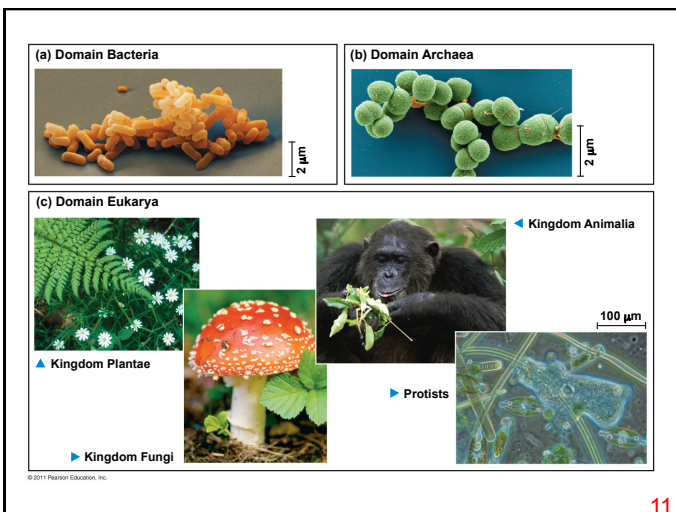 (a) Domain Bacteria
2 μm
(b) Domain Archaea
2 μm
(c) Domain Eukarya
◀ Kingdom Animalia
100 μm
▲ Kingdom Plantae
▶ Protists
▶ Kingdom Fungi
© 2011 Pearson Education, Inc.
11